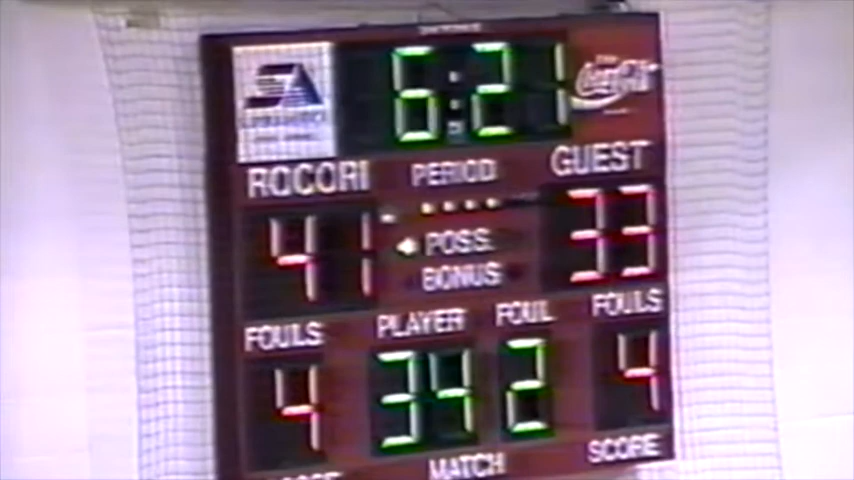 6:21
Coca-Cola
ROCORI PERIOD GUEST
41 POSS. 33
BONUS
FOULS PLAYER FOUL FOULS
4 34 2 4
MATCH SCORE